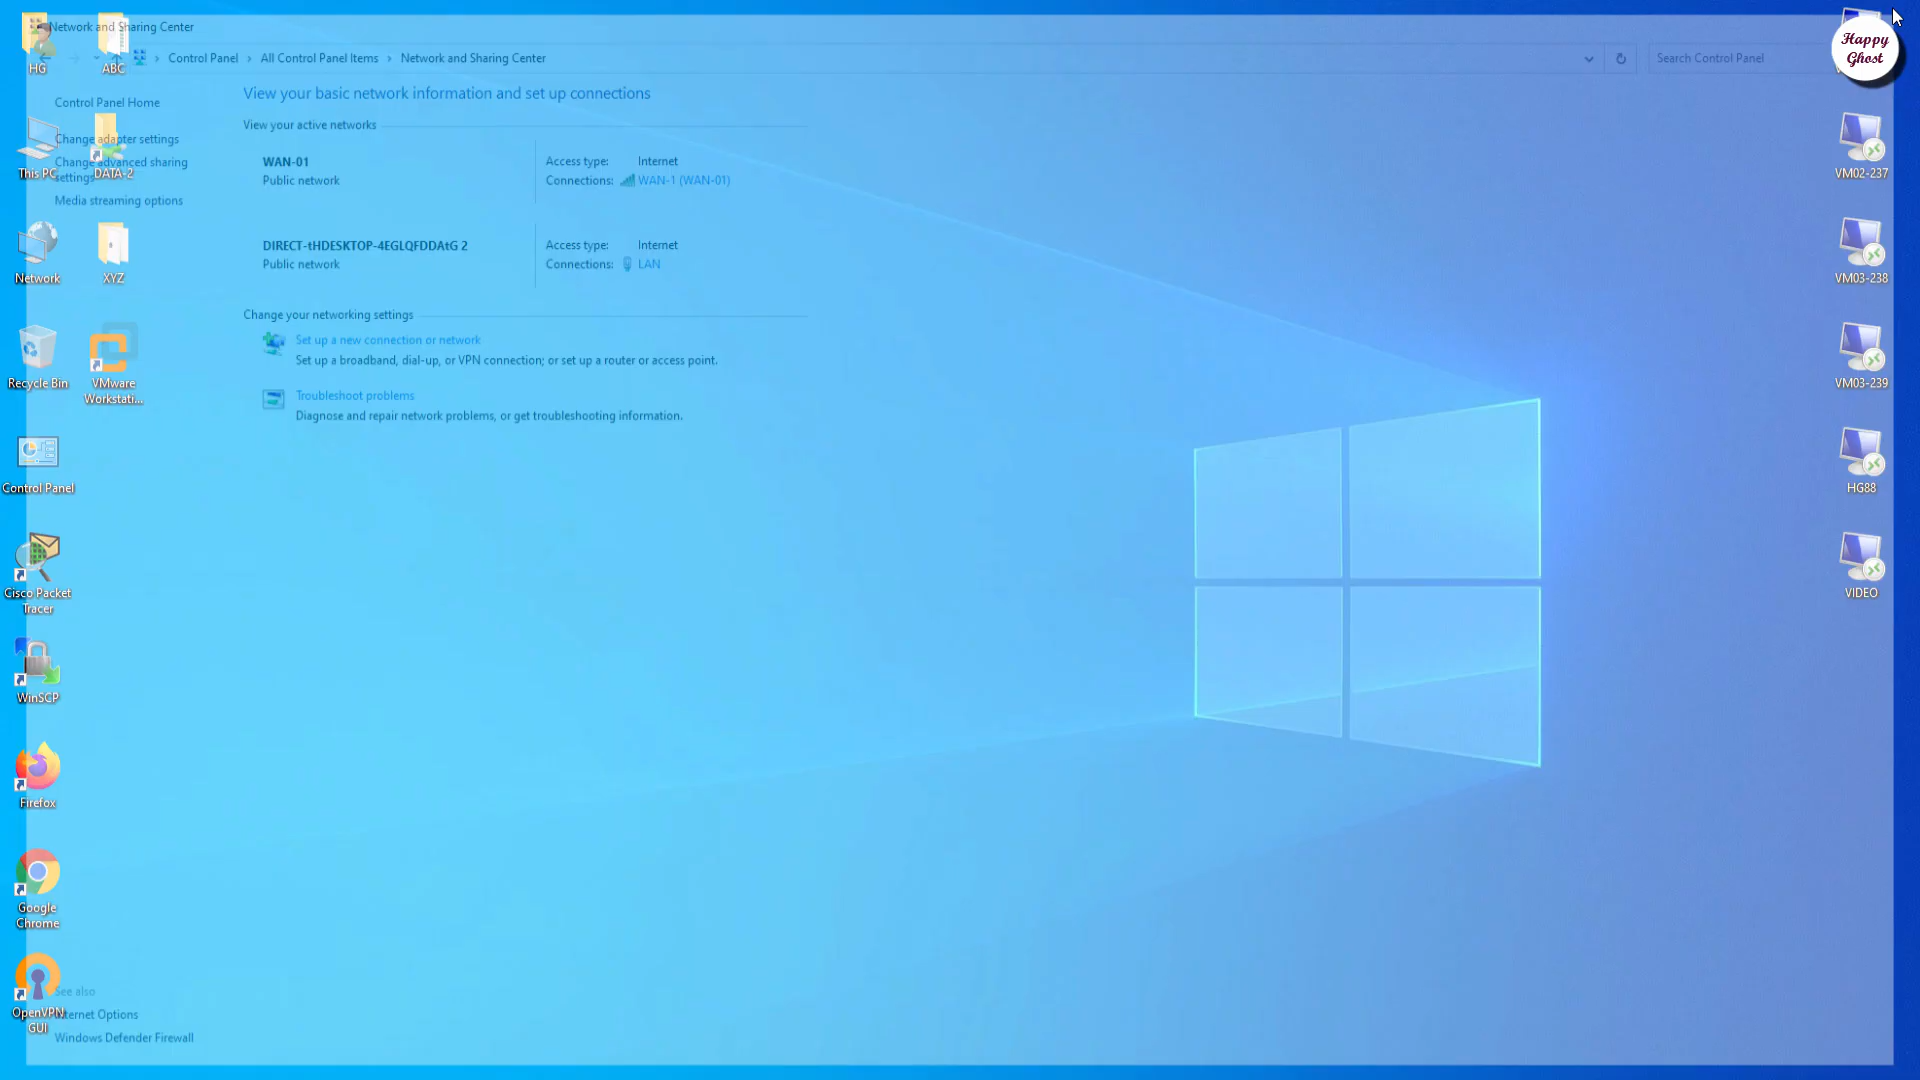 Network and Sharing Center
Control Panel
All Control Panel Items
Network and Sharing Center
Search Control Panel
Control Panel Home
Change adapter settings
Change advanced sharing
settings
Media streaming options
View your basic network information and set up connections
View your active networks
WAN-01
Public network
Access type: Internet
Connections: WAN-1 (WAN-01)
DIRECT-tHDESKTOP-4EGLQFDDAtG 2
Public network
Access type: Internet
Connections: LAN
Change your networking settings
Set up a new connection or network
Set up a broadband, dial-up, or VPN connection; or set up a router or access point.
Troubleshoot problems
Diagnose and repair network problems, or get troubleshooting information.
See also
Internet Options
Windows Defender Firewall
HG
This PC
Network
Recycle Bin
Control Panel
Cisco Packet
Tracer
WinSCP
Firefox
Google
Chrome
OpenVPN
GUI
ABC
DATA-2
XYZ
VMware
Workstati...
Happy
Ghost
VM02-237
VM03-238
VM03-239
HG88
VIDEO